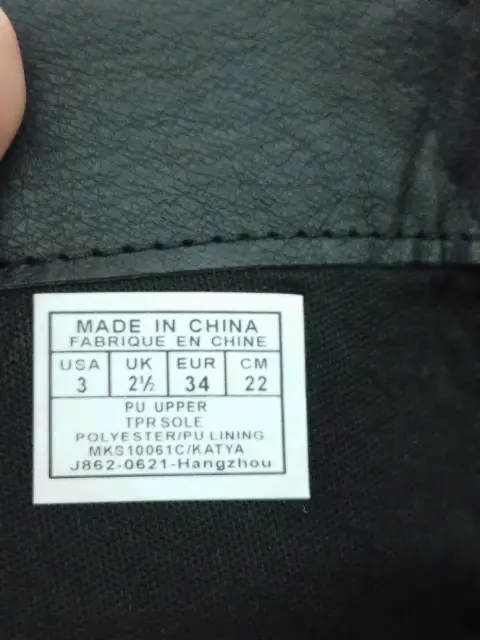 MADE IN CHINA
FABRIQUE EN CHINE
USA UK EUR CM
3 2½ 34 22
PU UPPER
TPR SOLE
POLYESTER/PU LINING
MKS10061C/KATYA
J862-0621-Hangzhou